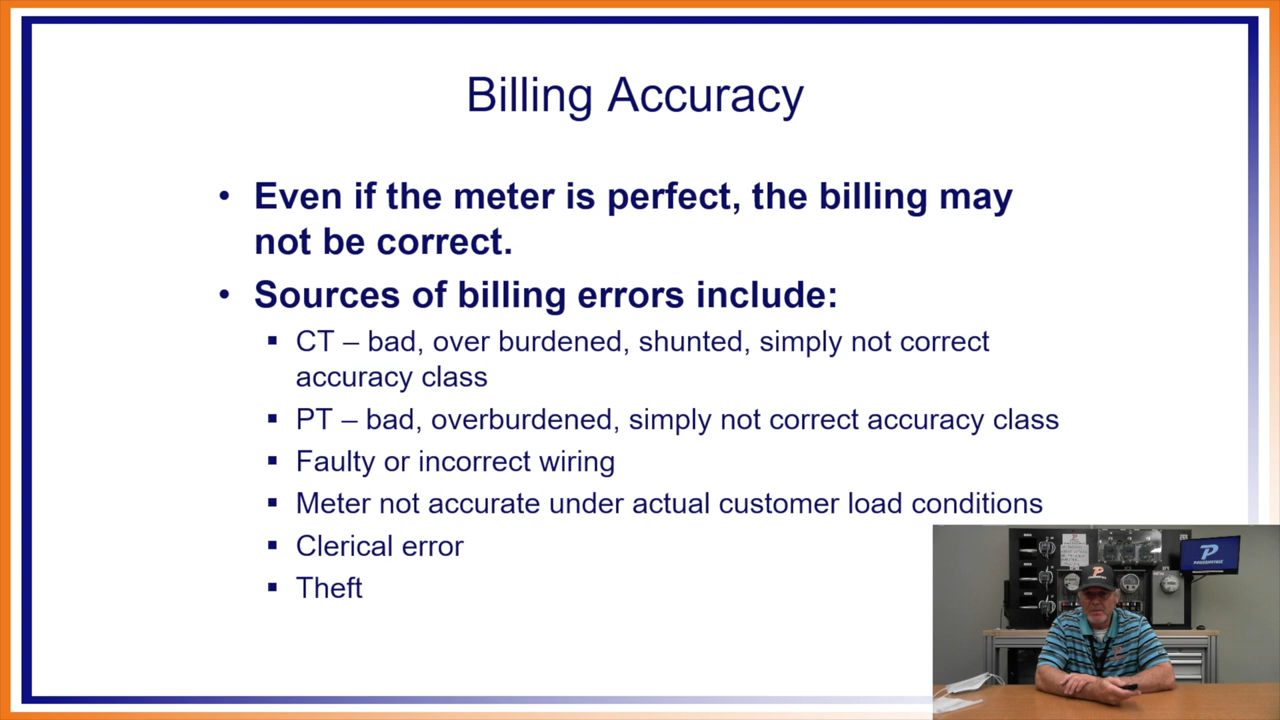 Billing Accuracy
• Even if the meter is perfect, the billing may
not be correct.
• Sources of billing errors include:
▪ CT – bad, over burdened, shunted, simply not correct
accuracy class
▪ PT – bad, overburdened, simply not correct accuracy class
▪ Faulty or incorrect wiring
▪ Meter not accurate under actual customer load conditions
▪ Clerical error
▪ Theft
P
P